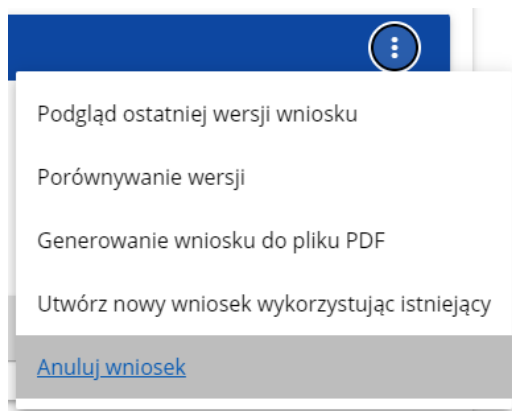 Podgląd ostatniej wersji wniosku
Porównywanie wersji
Generowanie wniosku do pliku PDF
Utwórz nowy wniosek wykorzystując istniejący
Anuluj wniosek